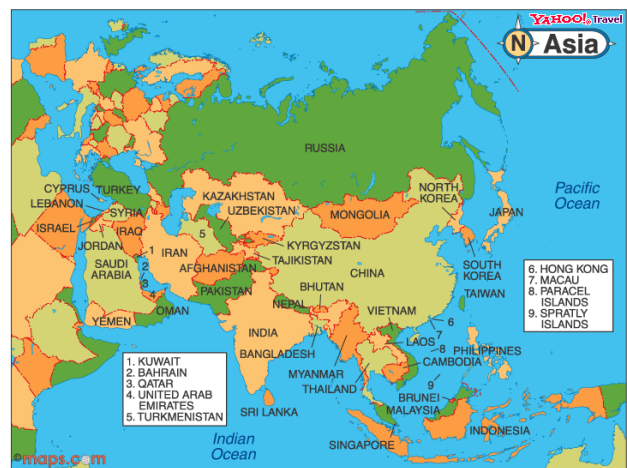 YAHOO! Travel
N Asia
RUSSIA
Pacific
Ocean
CYPRUS
TURKEY
LEBANON
SYRIA
ISRAEL
IRAQ
JORDAN
SAUDI
ARABIA
1
2
3
4
IRAN
KAZAKHSTAN
UZBEKISTAN
5
MONGOLIA
NORTH
KOREA
JAPAN
KYRGYZSTAN
TAJIKISTAN
AFGHANISTAN
CHINA
SOUTH
KOREA
PAKISTAN
BHUTAN
TAIWAN
NEPAL
OMAN
YEMEN
INDIA
VIETNAM
6
7
LAOS
8
PHILIPPINES
BANGLADESH
CAMBODIA
MYANMAR
9
THAILAND
BRUNEI
MALAYSIA
SRI LANKA
INDONESIA
SINGAPORE
Indian
Ocean
6. HONG KONG
7. MACAU
8. PARACEL
ISLANDS
9. SPRATLY
ISLANDS
1. KUWAIT
2. BAHRAIN
3. QATAR
4. UNITED ARAB
EMIRATES
5. TURKMENISTAN
©maps.com